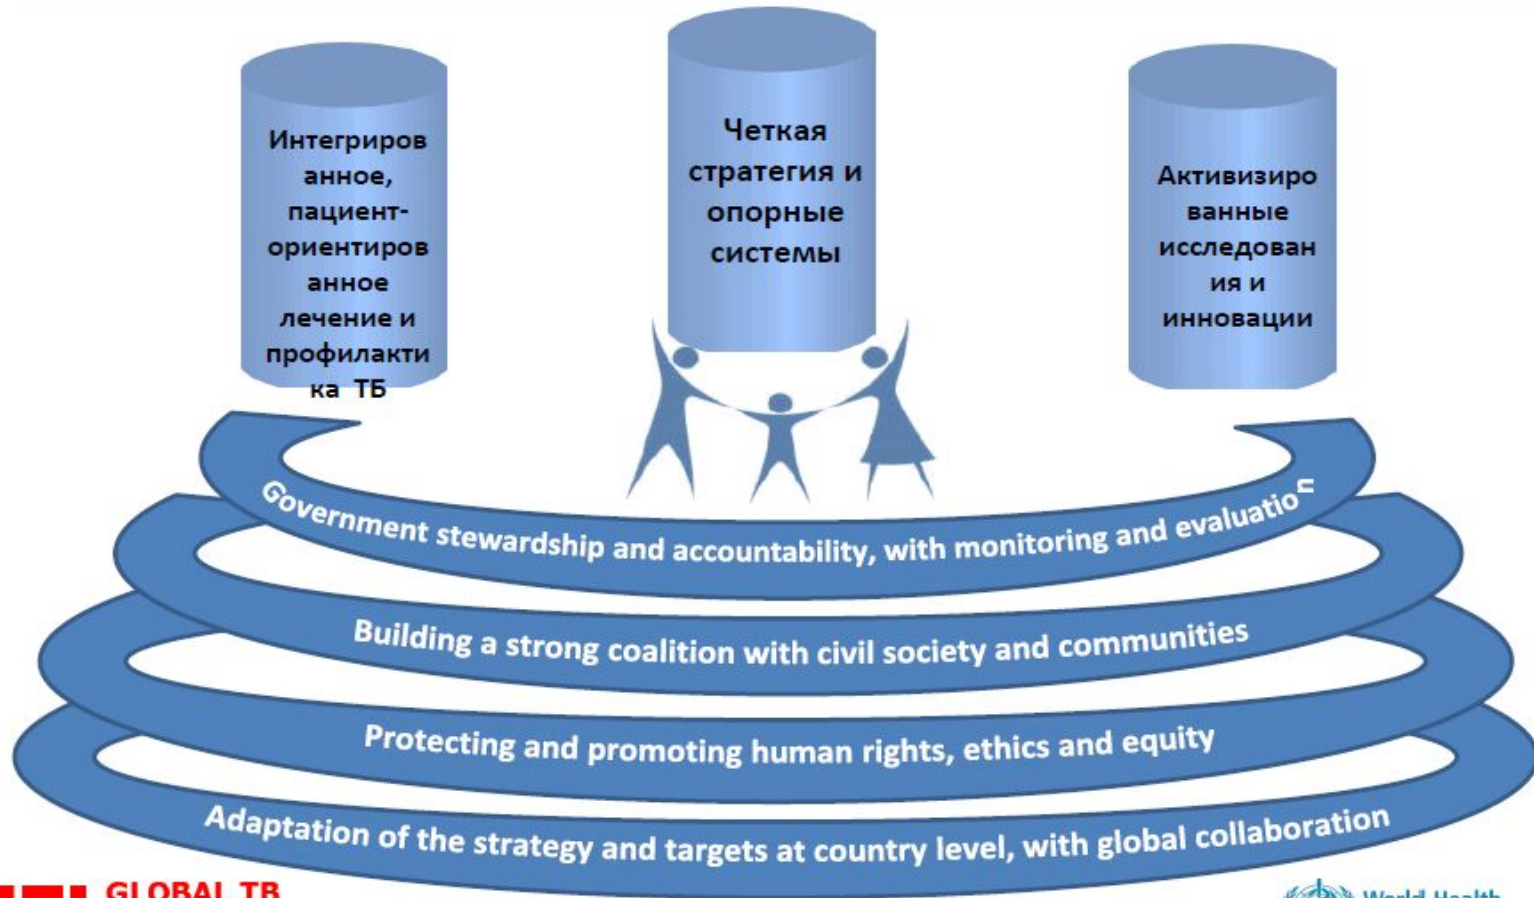 Интегриров
анное,
пациент-
ориентиров
анное
лечение и
профилакти
ка ТБ
Четкая
стратегия и
опорные
системы
Активизиро
ванные
исследован
ия и
инновации
Government stewardship and accountability, with monitoring and evaluation
Building a strong coalition with civil society and communities
Protecting and promoting human rights, ethics and equity
Adaptation of the strategy and targets at country level, with global collaboration
GLOBAL TB
World Health